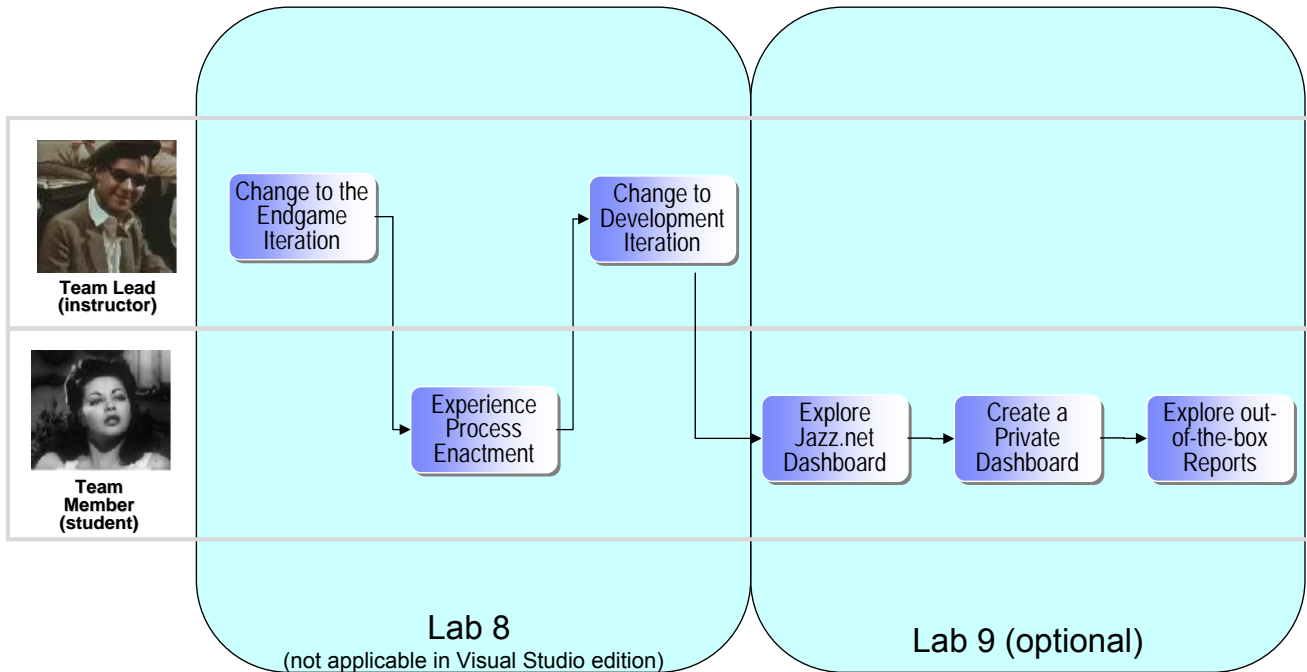 Team Lead
(instructor)
Change to the
Endgame
Iteration
Change to
Development
Iteration
Team
Member
(student)
Experience
Process
Enactment
Explore
Jazz.net
Dashboard
Create a
Private
Dashboard
Explore out-
of-the-box
Reports
Lab 8
(not applicable in Visual Studio edition)
Lab 9 (optional)